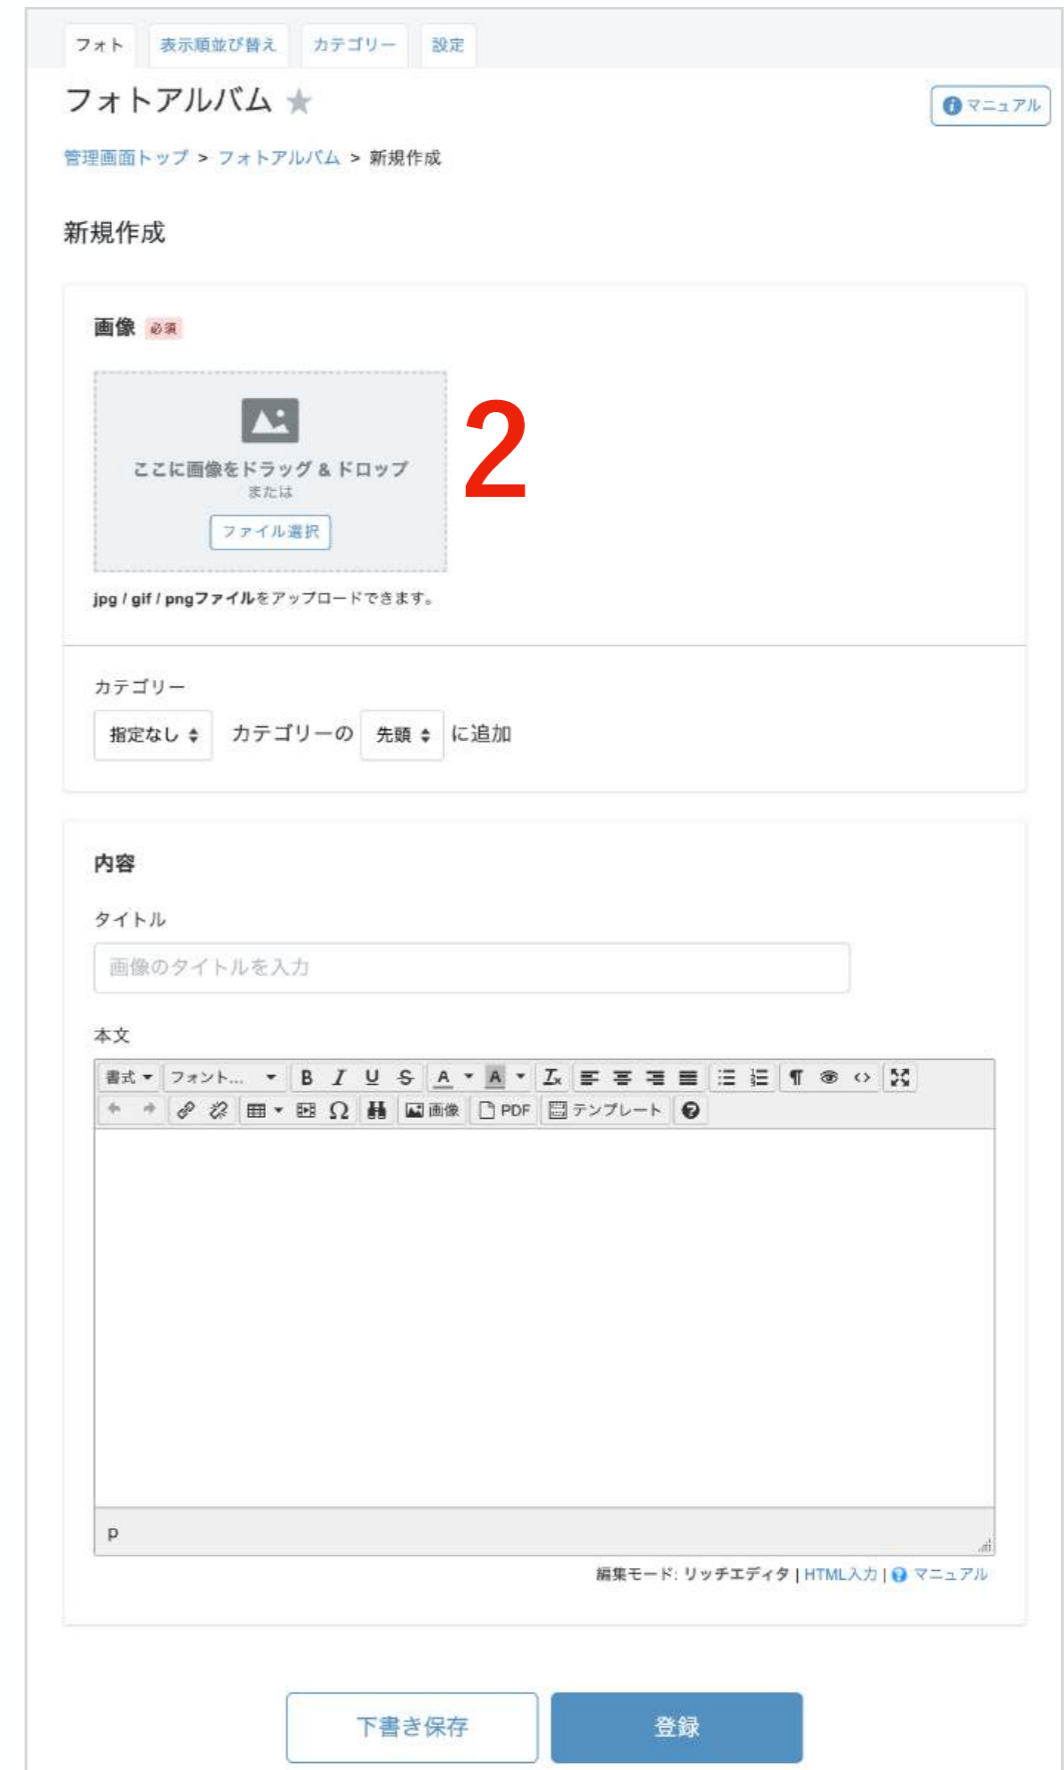 フォト 表示順並び替え カテゴリー 設定
フォトアルバム ★
マニュアル
管理画面トップ > フォトアルバム > 新規作成
新規作成
画像 必須
ここに画像をドラッグ & ドロップ
または
ファイル選択
2
jpg / gif / pngファイルをアップロードできます。
カテゴリー
指定なし カテゴリーの 先頭 に追加
内容
タイトル
画像のタイトルを入力
本文
書式 フォント... B I U S A A Ix ¶
Ω 画像 PDF テンプレート
p
編集モード: リッチエディタ | HTML入力 | マニュアル
下書き保存 登録